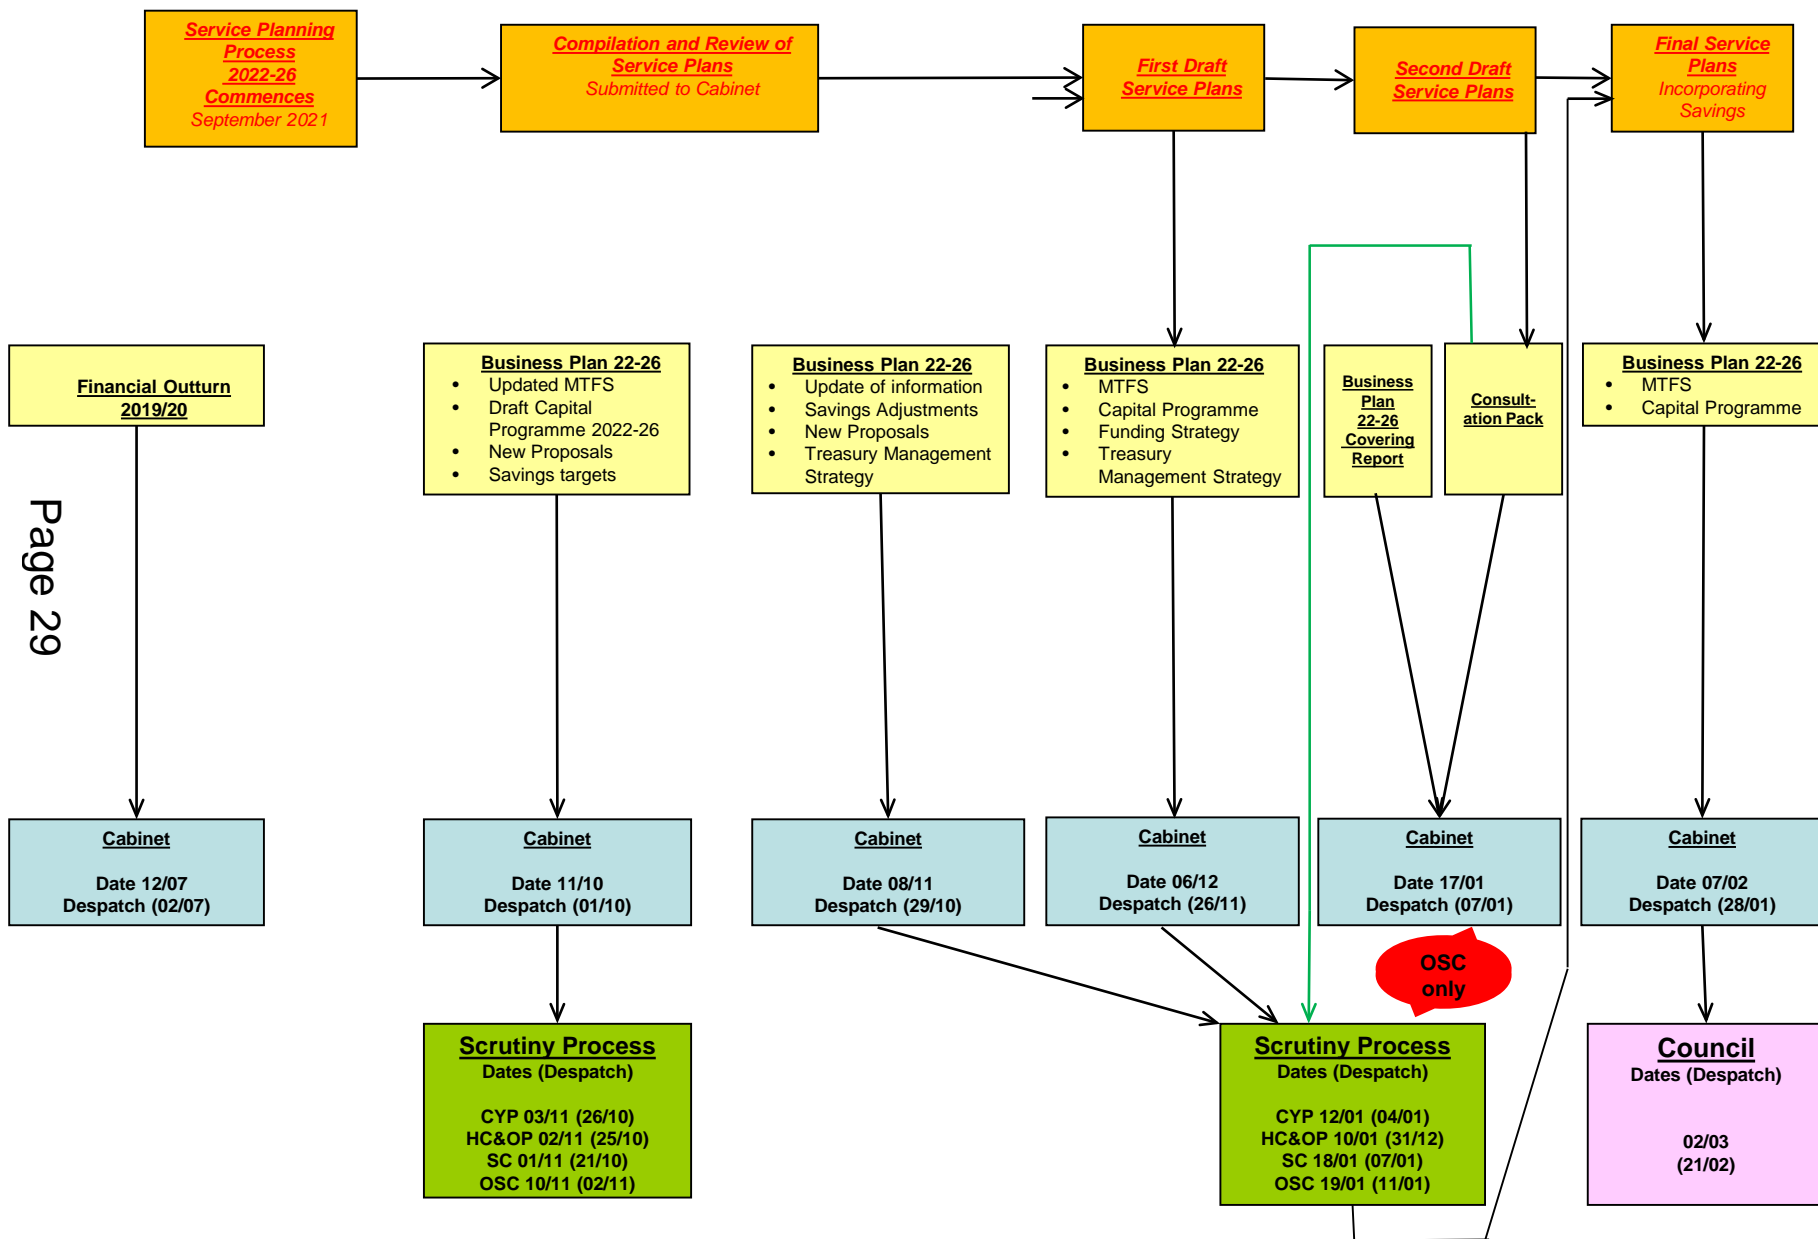 Service Planning
Process
2022-26
Commences
September 2021
Compilation and Review of
Service Plans
Submitted to Cabinet
First Draft
Service Plans
Second Draft
Service Plans
Final Service
Plans
Incorporating
Savings
Financial Outturn
2019/20
Business Plan 22-26
• Updated MTFS
• Draft Capital
Programme 2022-26
• New Proposals
• Savings targets
Business Plan 22-26
• Update of information
• Savings Adjustments
• New Proposals
• Treasury Management
Strategy
Business Plan 22-26
• MTFS
• Capital Programme
• Funding Strategy
• Treasury
Management Strategy
Business
Plan
22-26
Covering
Report
Consult-
ation Pack
Business Plan 22-26
• MTFS
• Capital Programme
Page 29
Cabinet
Date 12/07
Despatch (02/07)
Cabinet
Date 11/10
Despatch (01/10)
Cabinet
Date 08/11
Despatch (29/10)
Cabinet
Date 06/12
Despatch (26/11)
Cabinet
Date 17/01
Despatch (07/01)
Cabinet
Date 07/02
Despatch (28/01)
OSC
only
Scrutiny Process
Dates (Despatch)
CYP 03/11 (26/10)
HC&OP 02/11 (25/10)
SC 01/11 (21/10)
OSC 10/11 (02/11)
Scrutiny Process
Dates (Despatch)
CYP 12/01 (04/01)
HC&OP 10/01 (31/12)
SC 18/01 (07/01)
OSC 19/01 (11/01)
Council
Dates (Despatch)
02/03
(21/02)